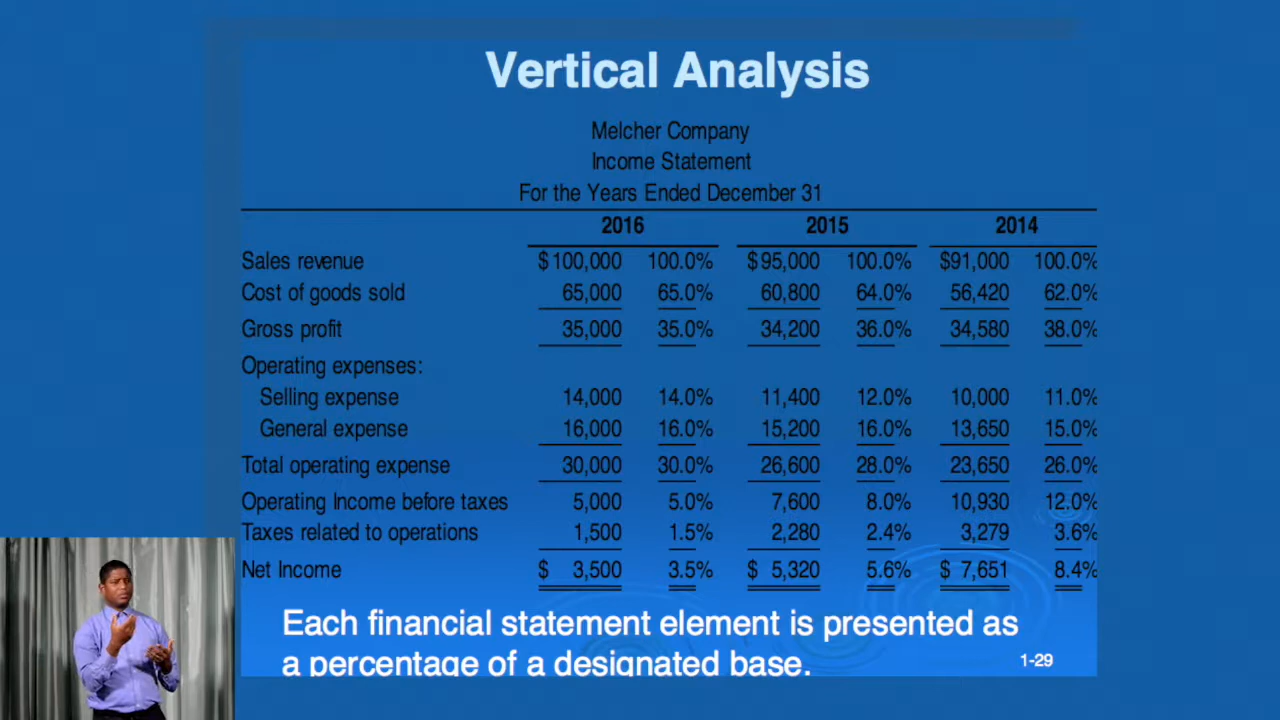 Vertical Analysis
Melcher Company
Income Statement
For the Years Ended December 31
2016 2015 2014
Sales revenue $ 100,000 100.0% $ 95,000 100.0% $91,000 100.0%
Cost of goods sold 65,000 65.0% 60,800 64.0% 56,420 62.0%
Gross profit 35,000 35.0% 34,200 36.0% 34,580 38.0%
Operating expenses:
Selling expense 14,000 14.0% 11,400 12.0% 10,000 11.0%
General expense 16,000 16.0% 15,200 16.0% 13,650 15.0%
Total operating expense 30,000 30.0% 26,600 28.0% 23,650 26.0%
Operating Income before taxes 5,000 5.0% 7,600 8.0% 10,930 12.0%
Taxes related to operations 1,500 1.5% 2,280 2.4% 3,279 3.6%
Net Income $ 3,500 3.5% $ 5,320 5.6% $ 7,651 8.4%
Each financial statement element is presented as
a percentage of a designated base.
1-29